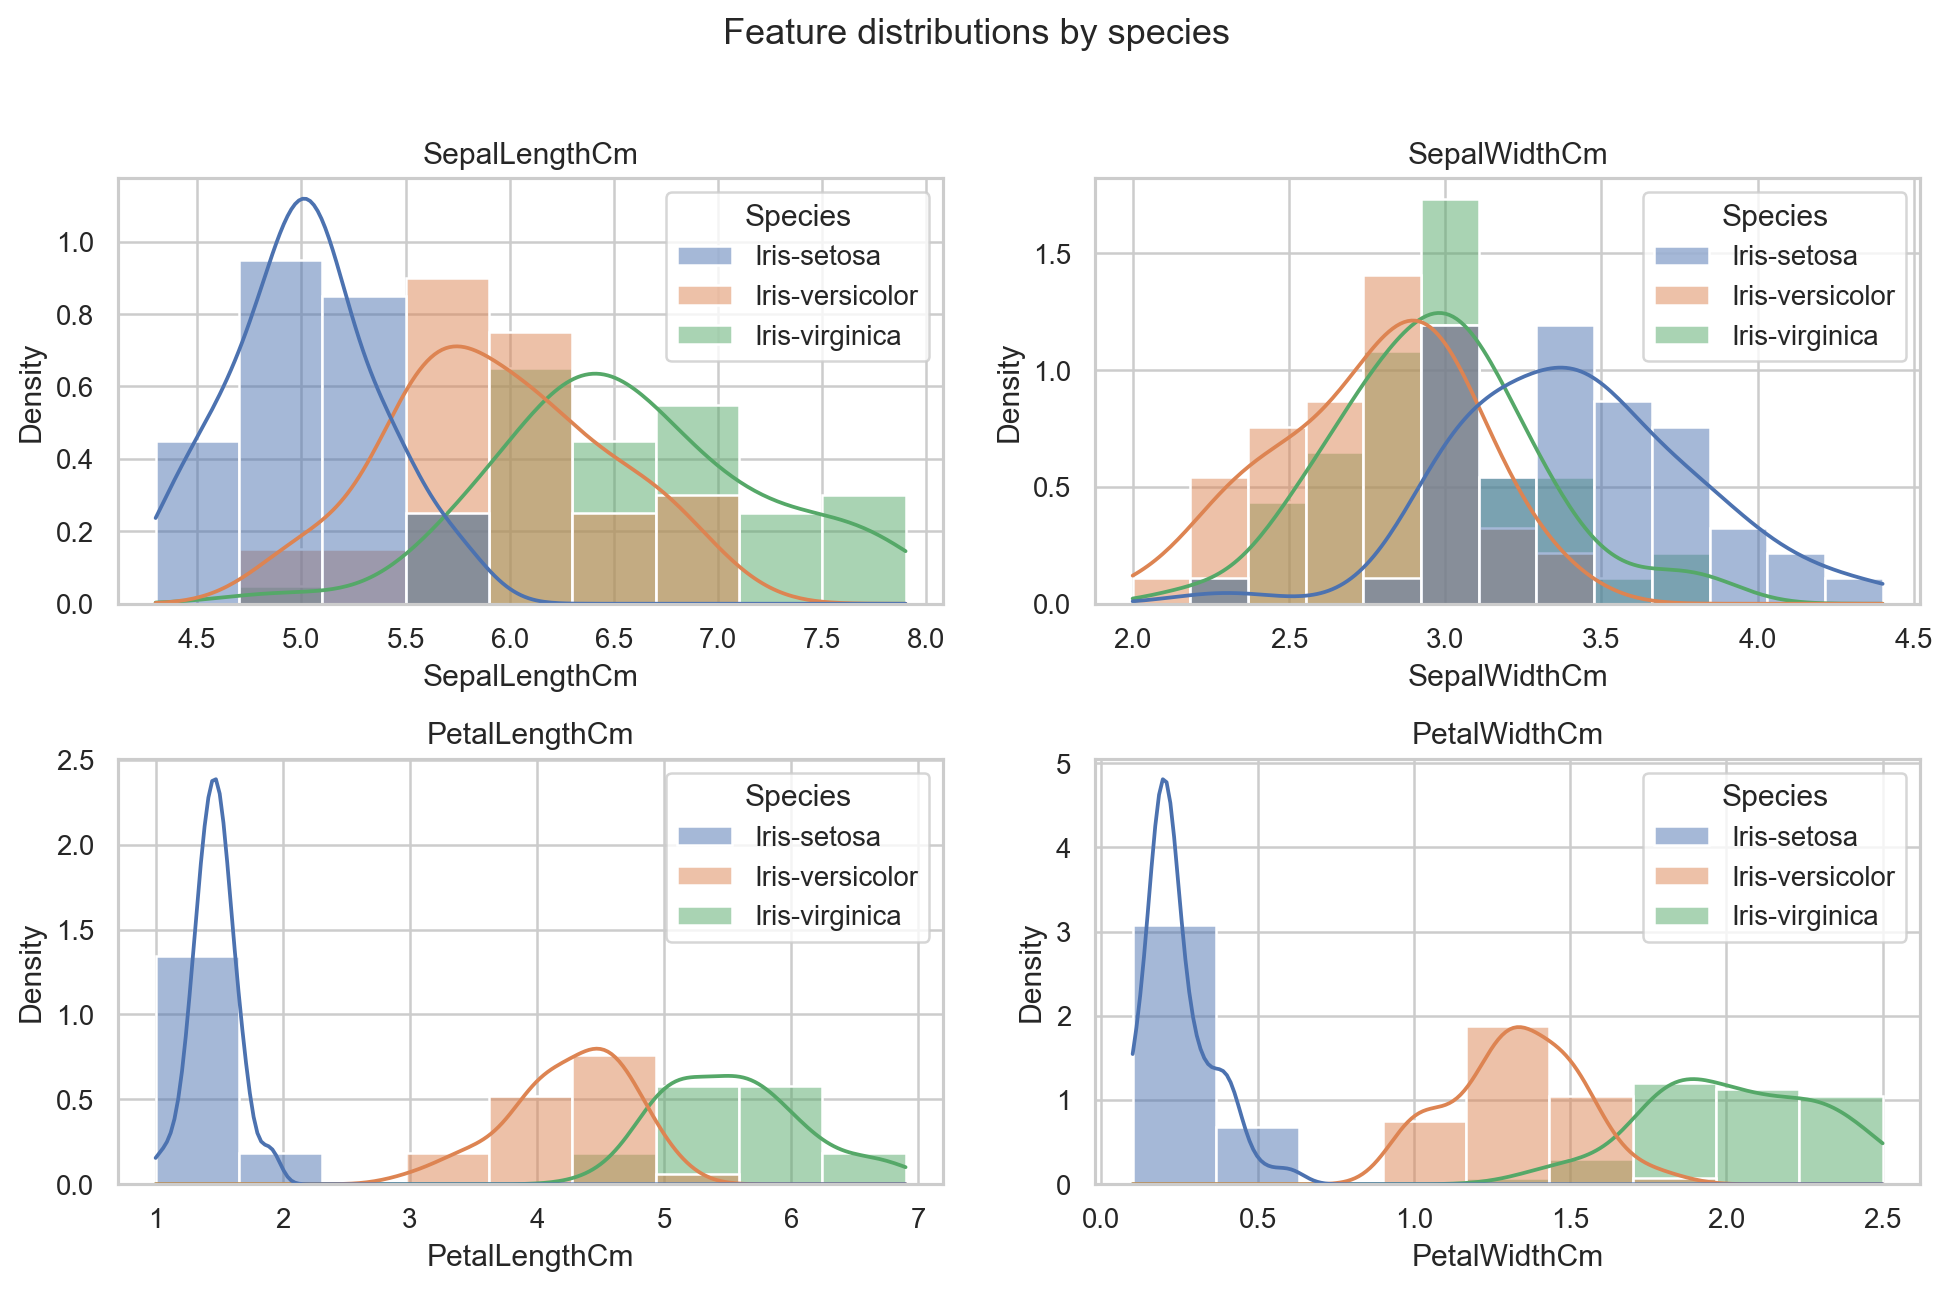 Feature distributions by species
SepalLengthCm
Density
1.0
0.8
0.6
0.4
0.2
0.0
Species
Iris-setosa
Iris-versicolor
Iris-virginica
4.5 5.0 5.5 6.0 6.5 7.0 7.5 8.0
SepalLengthCm
SepalWidthCm
Density
1.5
1.0
0.5
0.0
Species
Iris-setosa
Iris-versicolor
Iris-virginica
2.0 2.5 3.0 3.5 4.0 4.5
SepalWidthCm
PetalLengthCm
Density
2.5
2.0
1.5
1.0
0.5
0.0
Species
Iris-setosa
Iris-versicolor
Iris-virginica
1 2 3 4 5 6 7
PetalLengthCm
PetalWidthCm
Density
5
4
3
2
1
0
Species
Iris-setosa
Iris-versicolor
Iris-virginica
0.0 0.5 1.0 1.5 2.0 2.5
PetalWidthCm